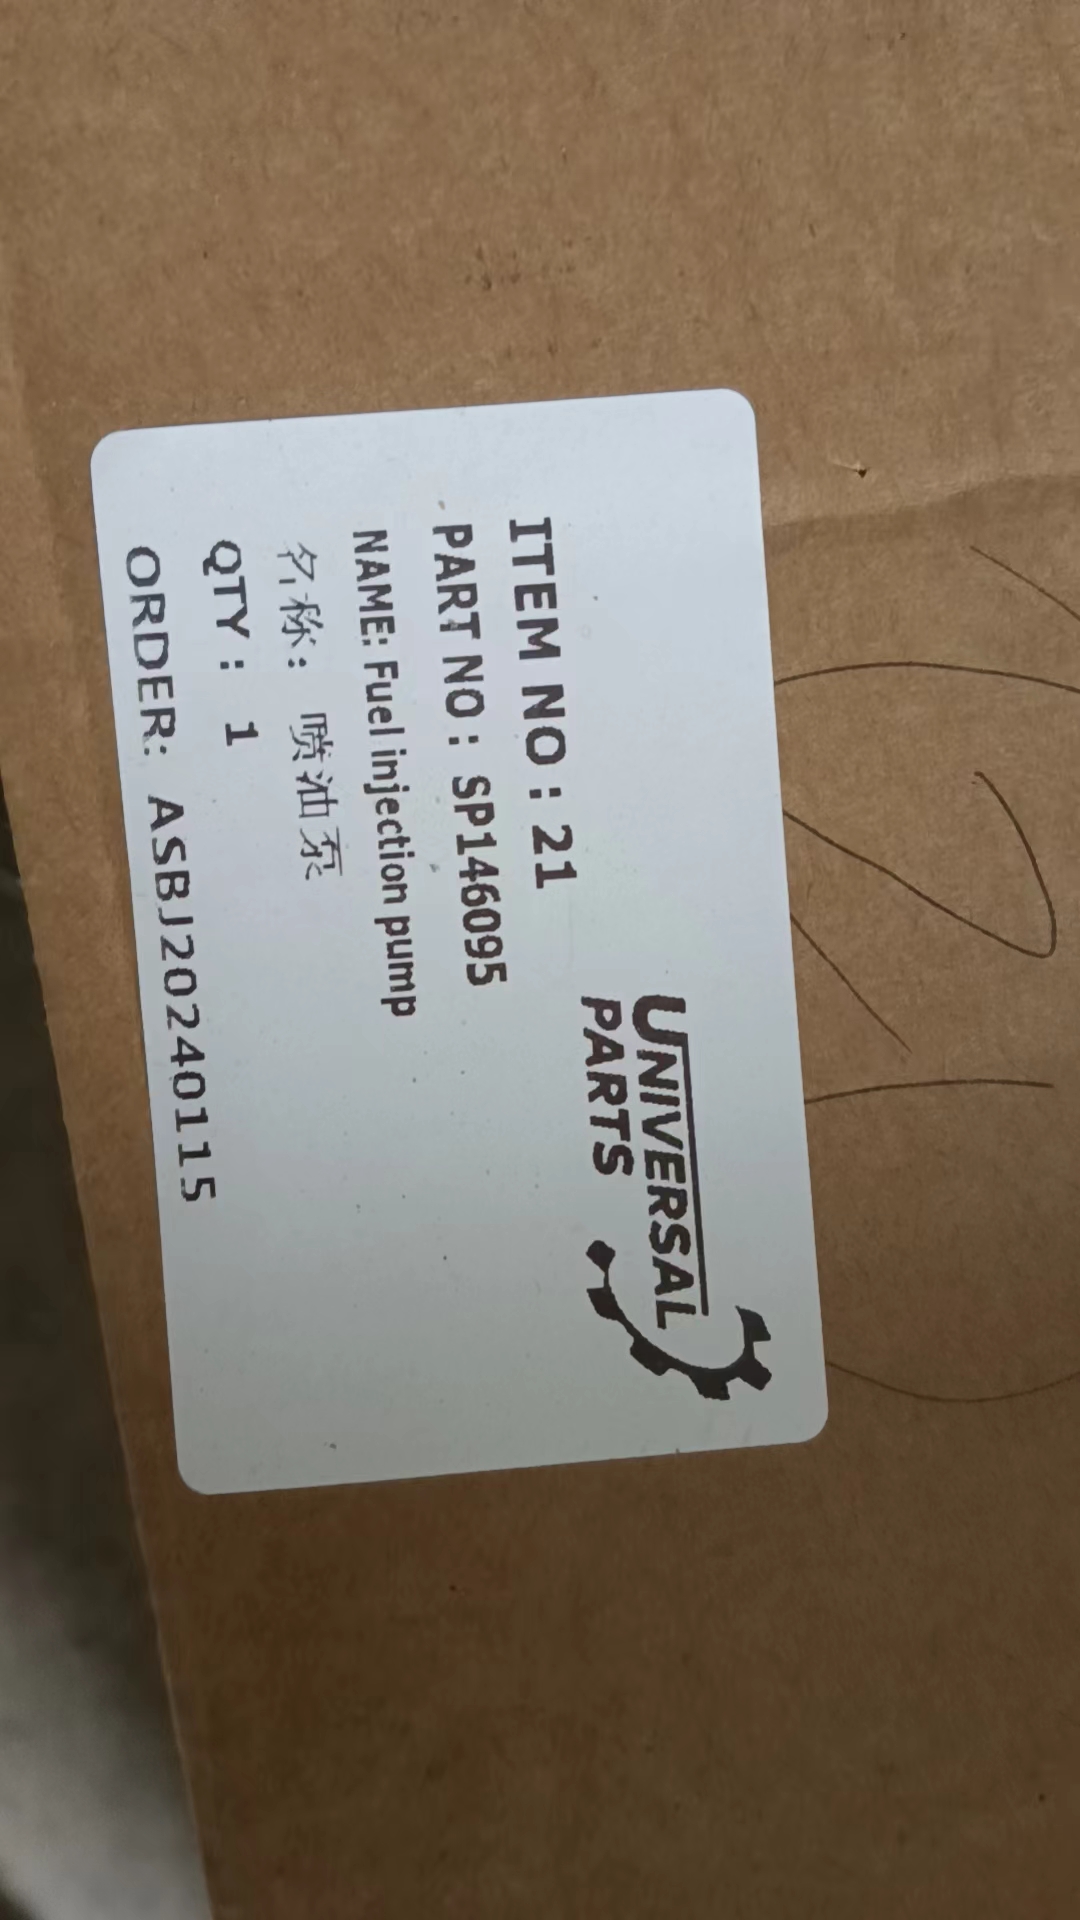 UNIVERSAL
PARTS
ITEM NO : 21
PART NO : SP146095
NAME: Fuel injection pump
名称： 喷油泵
QTY : 1
ORDER: ASBJ20240115